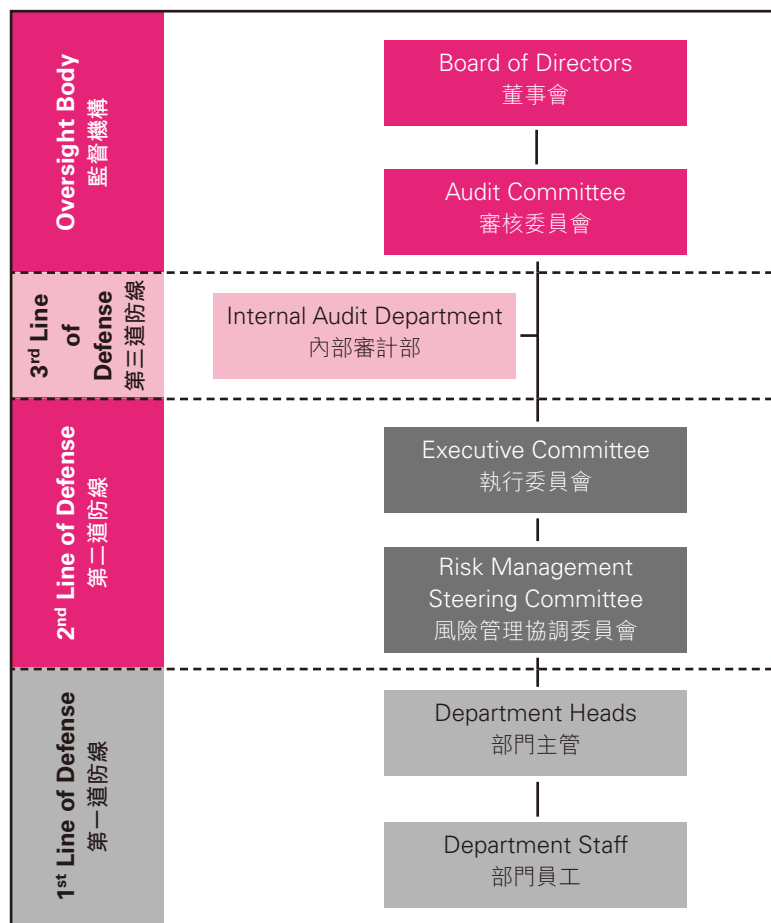 Oversight Body
監督機構
Board of Directors
董事會
Audit Committee
審核委員會
3rd Line
of
Defense
第三道防線
Internal Audit Department
內部審計部
2nd Line of Defense
第二道防線
Executive Committee
執行委員會
Risk Management
Steering Committee
風險管理協調委員會
1st Line of Defense
第一道防線
Department Heads
部門主管
Department Staff
部門員工